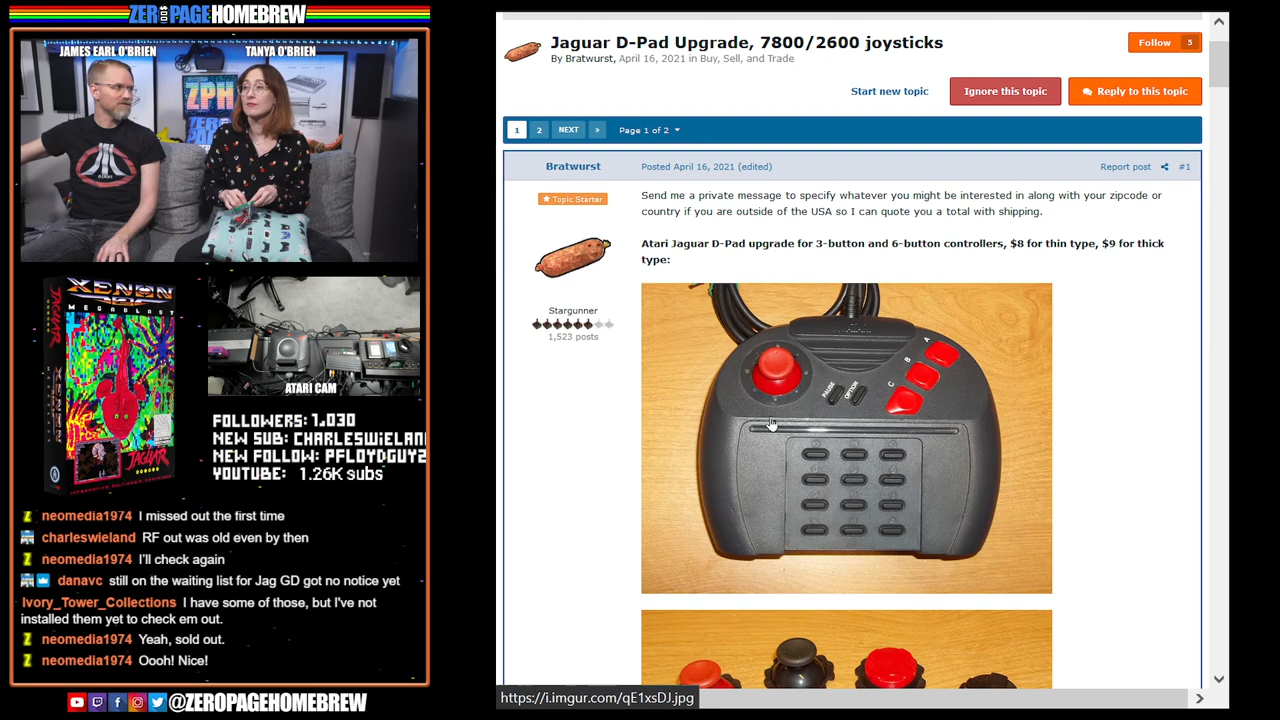 ZERO PAGE HOMEBREW
JAMES EARL O'BRIEN
TANYA O'BRIEN
ZPH
XENON
MEGABLAST
JAGUAR
ATARI CAM
FOLLOWERS: 1,030
NEW SUB: CHARLESWIELAN
NEW FOLLOW: PFLOYDGUYZ
YOUTUBE: 1.26K subs
neomedia1974 I missed out the first time
charleswieland RF out was old even by then
neomedia1974 I'll check again
danavc still on the waiting list for Jag GD got no notice yet
Ivory_Tower_Collections I have some of those, but I've not
installed them yet to check em out.
neomedia1974 Yeah, sold out.
neomedia1974 Oooh! Nice!
@ZEROPAGEHOMEBREW
Jaguar D-Pad Upgrade, 7800/2600 joysticks
By Bratwurst, April 16, 2021 in Buy, Sell, and Trade
Follow 5
Start new topic
Ignore this topic
Reply to this topic
1 2 NEXT » Page 1 of 2
Bratwurst
Posted April 16, 2021 (edited)
Report post #1
Topic Starter
Stargunner
1,523 posts
Send me a private message to specify whatever you might be interested in along with your zipcode or
country if you are outside of the USA so I can quote you a total with shipping.
Atari Jaguar D-Pad upgrade for 3-button and 6-button controllers, $8 for thin type, $9 for thick
type:
PAUSE
OPTION
A
B
C
https://i.imgur.com/qE1xsDJ.jpg